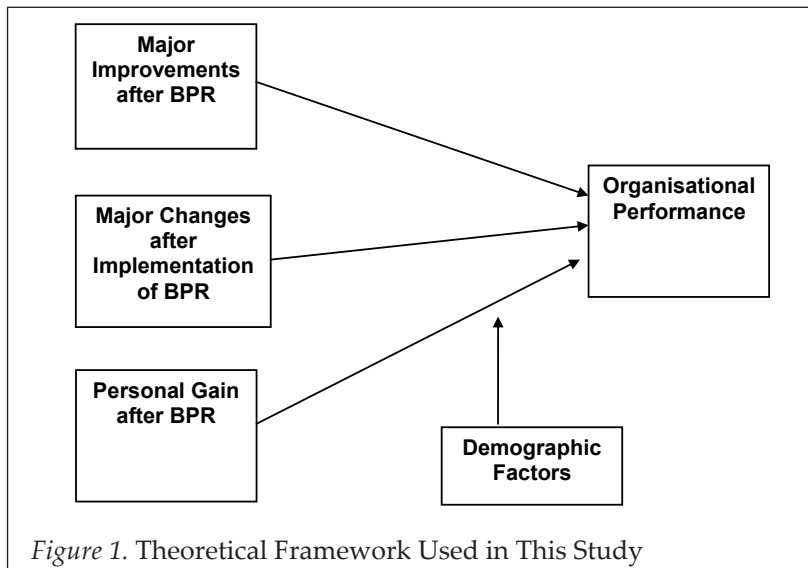 Major
Improvements
after BPR
Organisational
Performance
Major Changes
after
Implementation
of BPR
Personal Gain
after BPR
Demographic
Factors
Figure 1. Theoretical Framework Used in This Study